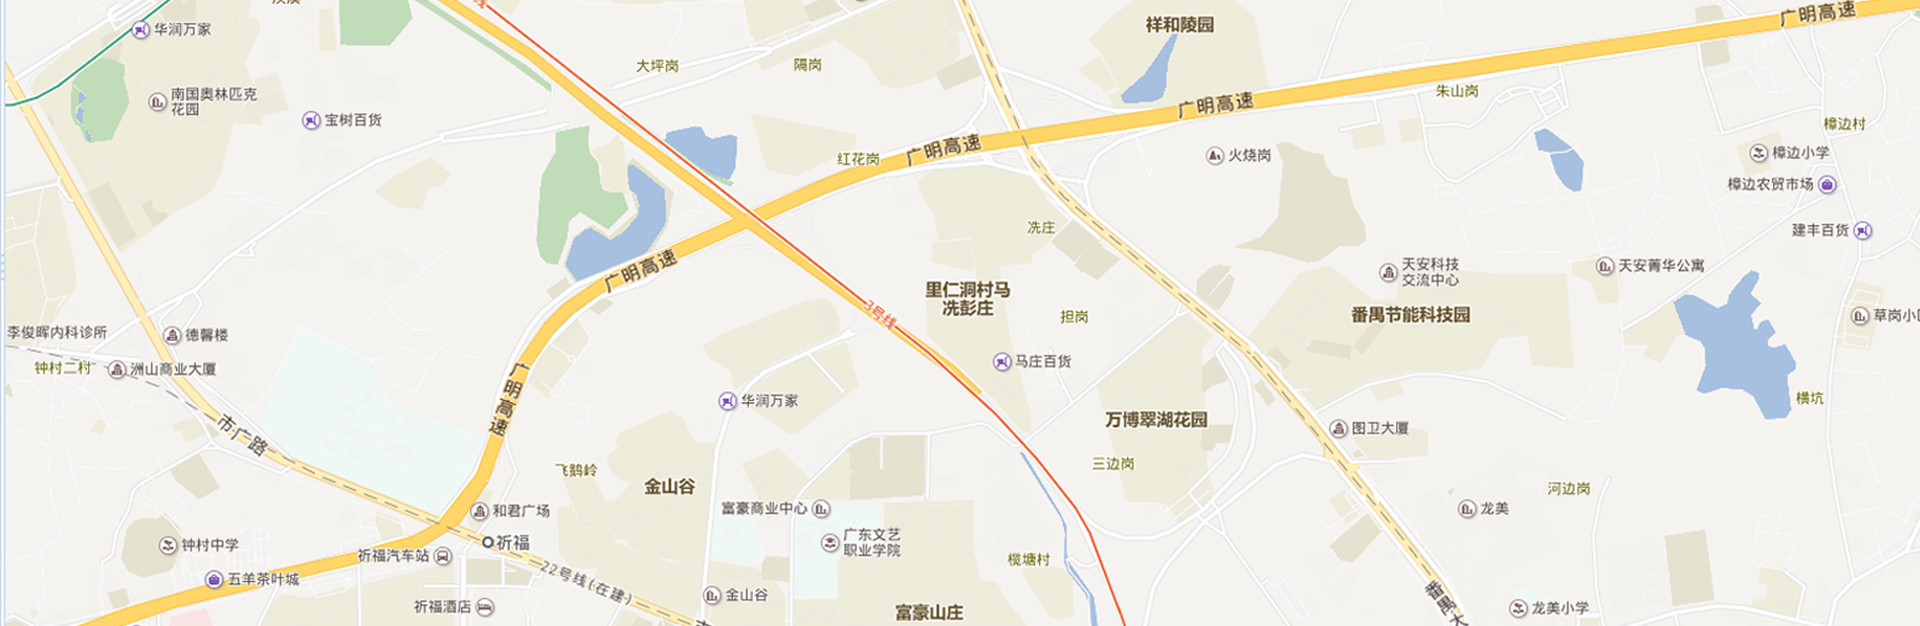 华润万家
南国奥林匹克
花园
宝树百货
大坪岗
隔岗
祥和陵园
广明高速
广明高速
朱山岗
樟边村
樟边小学
樟边农贸市场
建丰百货
红花岗
广明高速
火烧岗
冼庄
天安科技
交流中心
天安菁华公寓
广明高速
里仁洞村马
冼彭庄
担岗
番禺节能科技园
草岗小区
3号线
李俊晖内科诊所
德馨楼
钟村二村
洲山商业大厦
马庄百货
广明高速
华润万家
横坑
市广路
万博翠湖花园
图卫大厦
飞鹅岭
金山谷
三边岗
河边岗
和君广场
富豪商业中心
龙美
钟村中学
祈福
祈福汽车站
广东文艺
职业学院
榄塘村
五羊茶叶城
22号线(在建)
祈福酒店
金山谷
富豪山庄
番禺大
龙美小学